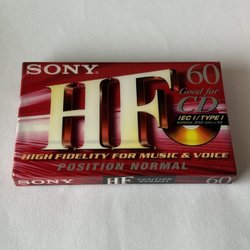 SONY
60
Good for
CD
HF
IEC I / TYPE I
HIGH FIDELITY FOR MUSIC & VOICE
POSITION NORMAL
SONY
HF
60